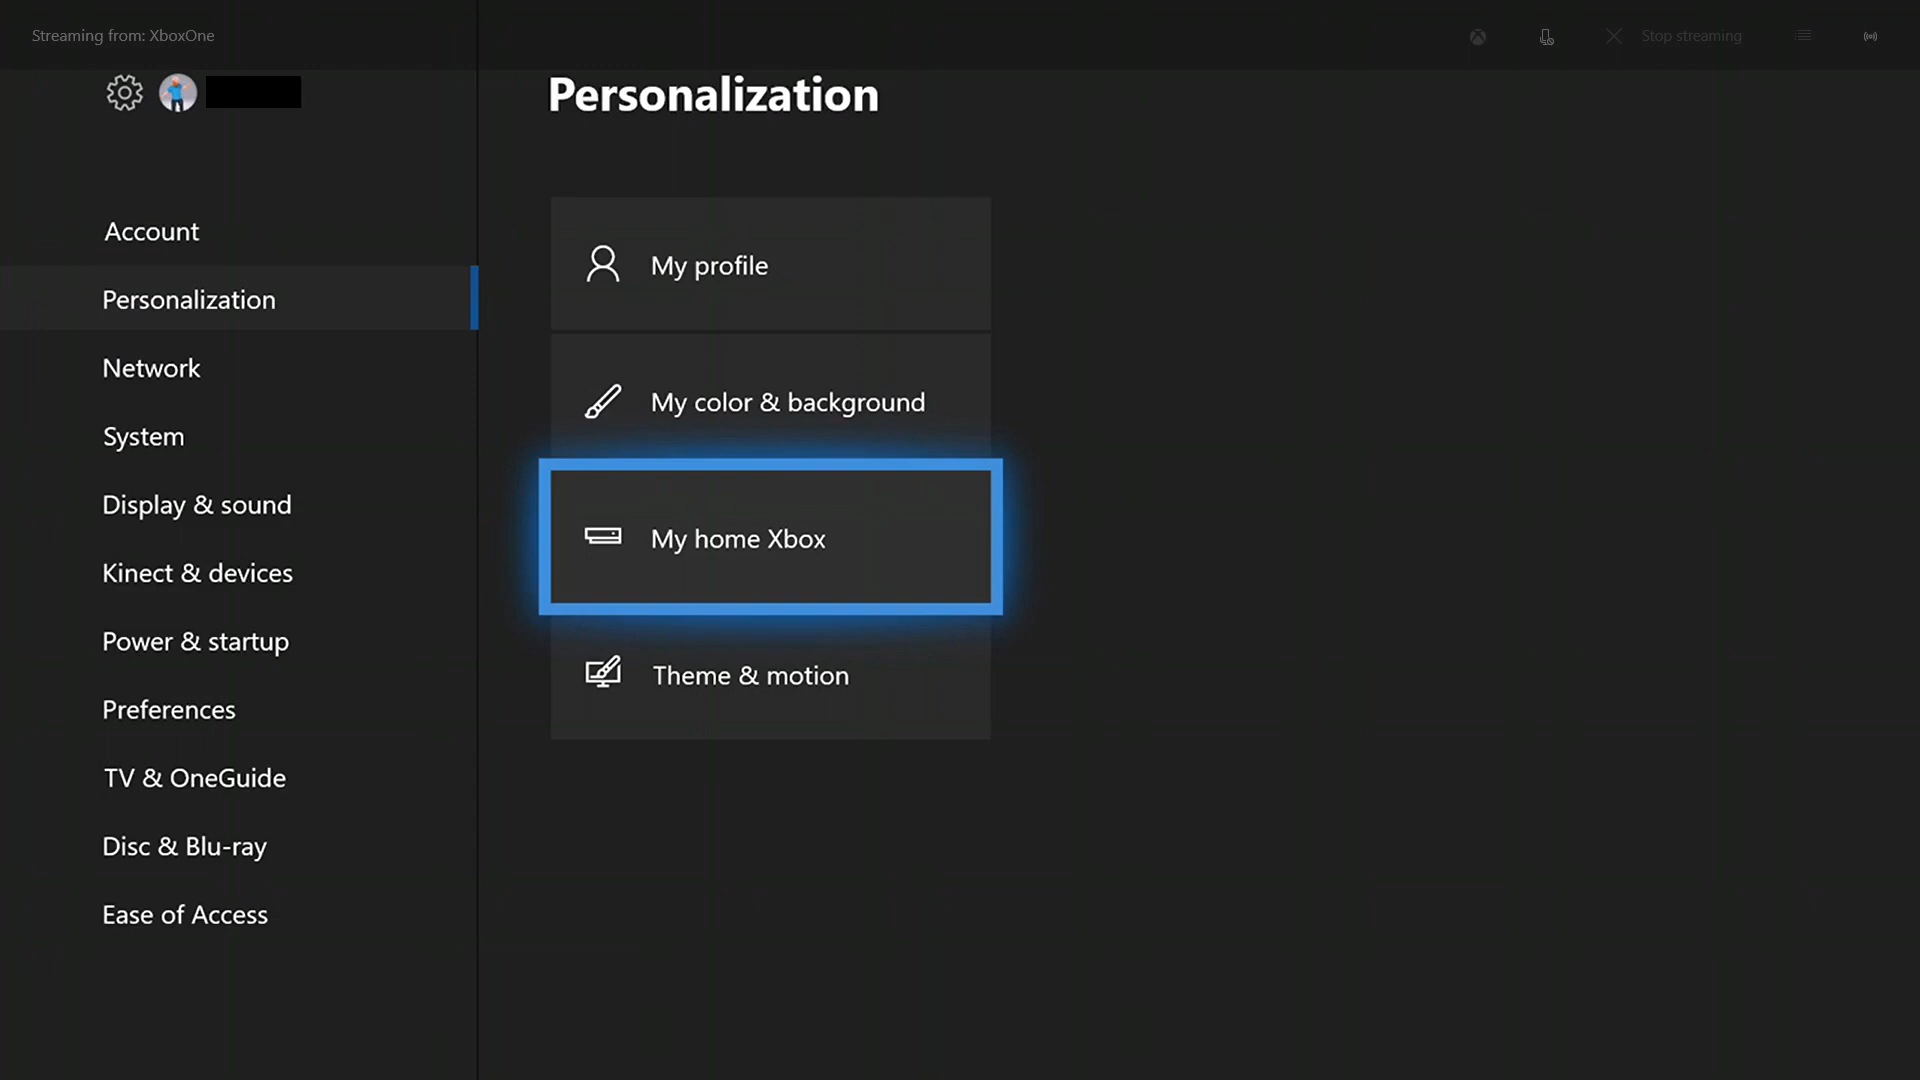 Streaming from: XboxOne
Stop streaming
Personalization
Account
Personalization
Network
System
Display & sound
Kinect & devices
Power & startup
Preferences
TV & OneGuide
Disc & Blu-ray
Ease of Access
My profile
My color & background
My home Xbox
Theme & motion